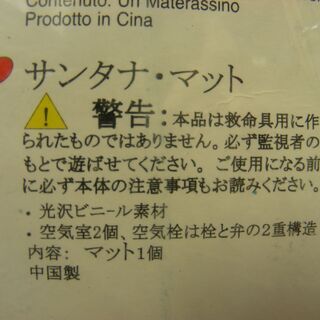 Contenuto: Un Materassino
Prodotto in Cina
サンタナ・マット
警告:本品は救命具用に作
られたものではありません。必ず監視者の
もとで遊ばせてください。ご使用になる前
に必ず本体の注意事項もお読みください。
・光沢ビニール素材
・空気室2個、空気栓は栓と弁の2重構造
内容: マット1個
中国製